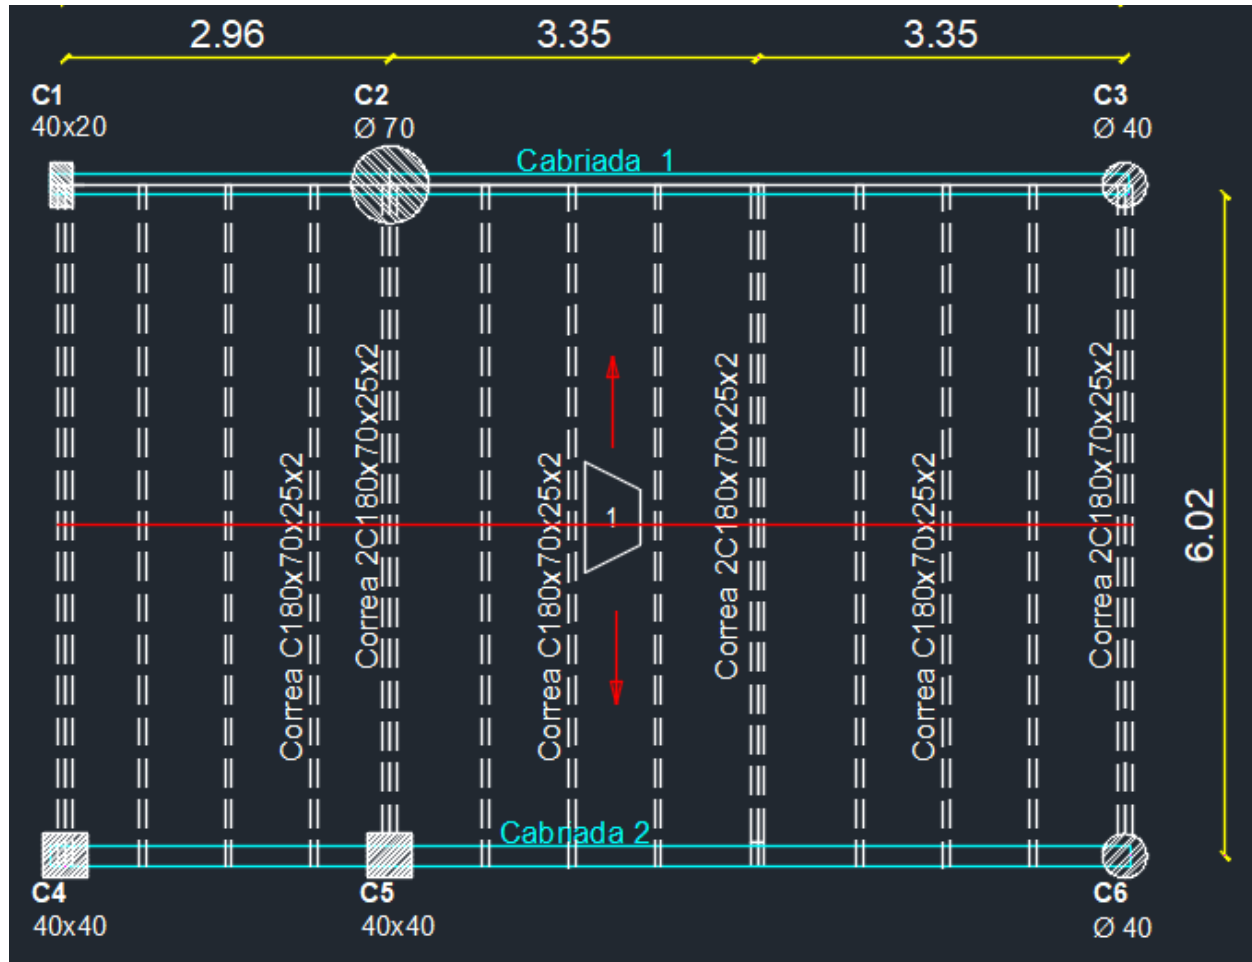 2.96
3.35
3.35
C1
40x20
C2
Ø 70
C3
Ø 40
Cabriada 1
Correa C180x70x25x2
Correa 2C180x70x25x2
Correa C180x70x25x2
1
Correa 2C180x70x25x2
Correa C180x70x25x2
Correa 2C180x70x25x2
6.02
Cabriada 2
C4
40x40
C5
40x40
C6
Ø 40